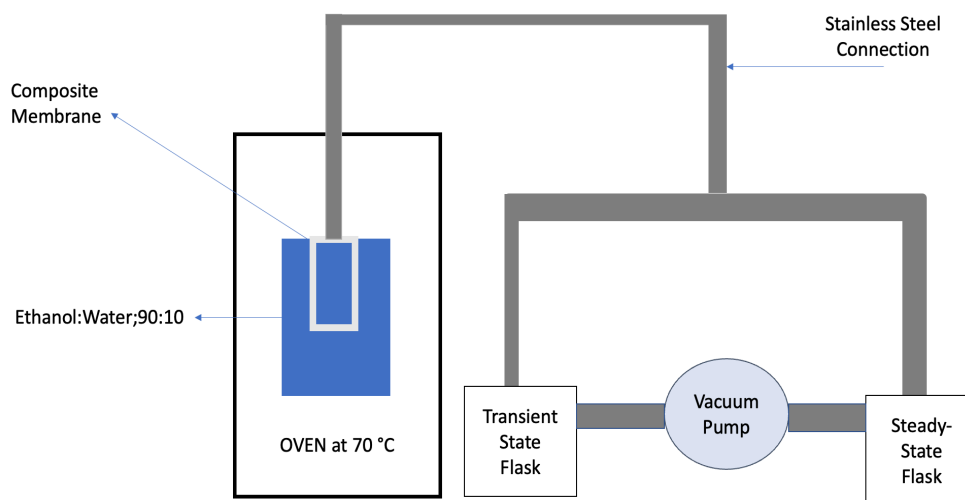 Stainless Steel
Connection
Composite
Membrane
Ethanol:Water;90:10
OVEN at 70 °C
Transient
State
Flask
Vacuum
Pump
Steady-
State
Flask